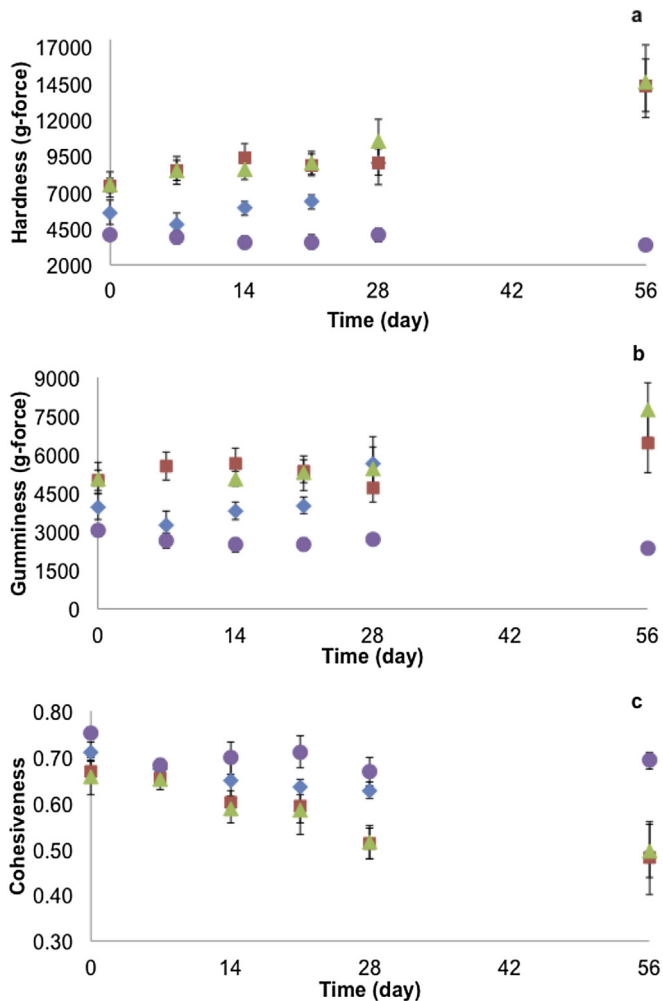 a
17000
14500
12000
9500
7000
4500
2000
Hardness (g-force)
0 14 28 42 56
Time (day)
b
9000
7500
6000
4500
3000
1500
0
Gumminess (g-force)
0 14 28 42 56
Time (day)
c
0.80
0.70
0.60
0.50
0.40
0.30
Cohesiveness
0 14 28 42 56
Time (day)